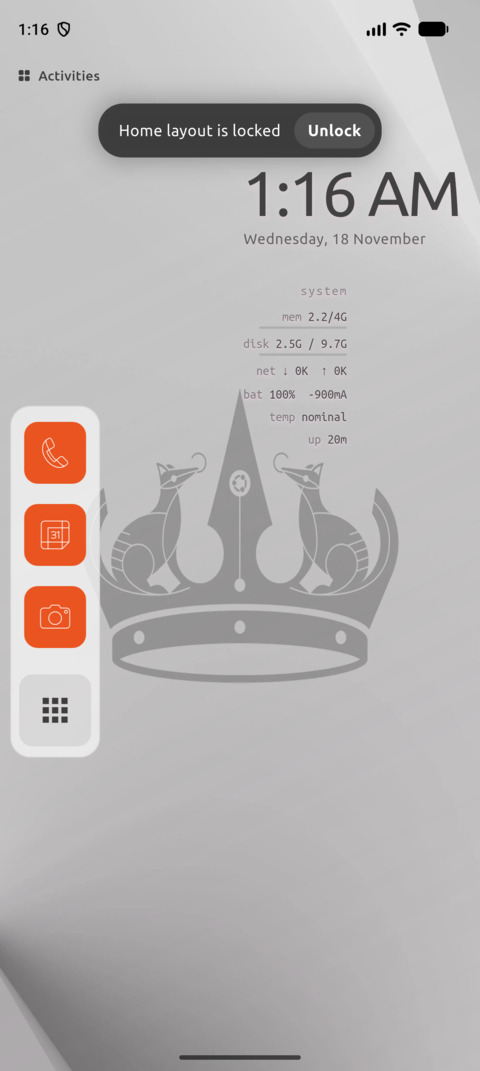 1:16
Activities
Home layout is locked Unlock
1:16 AM
Wednesday, 18 November
system
mem 2.2/4G
disk 2.5G / 9.7G
net ↓ 0K ↑ 0K
bat 100% -900mA
temp nominal
up 20m
31